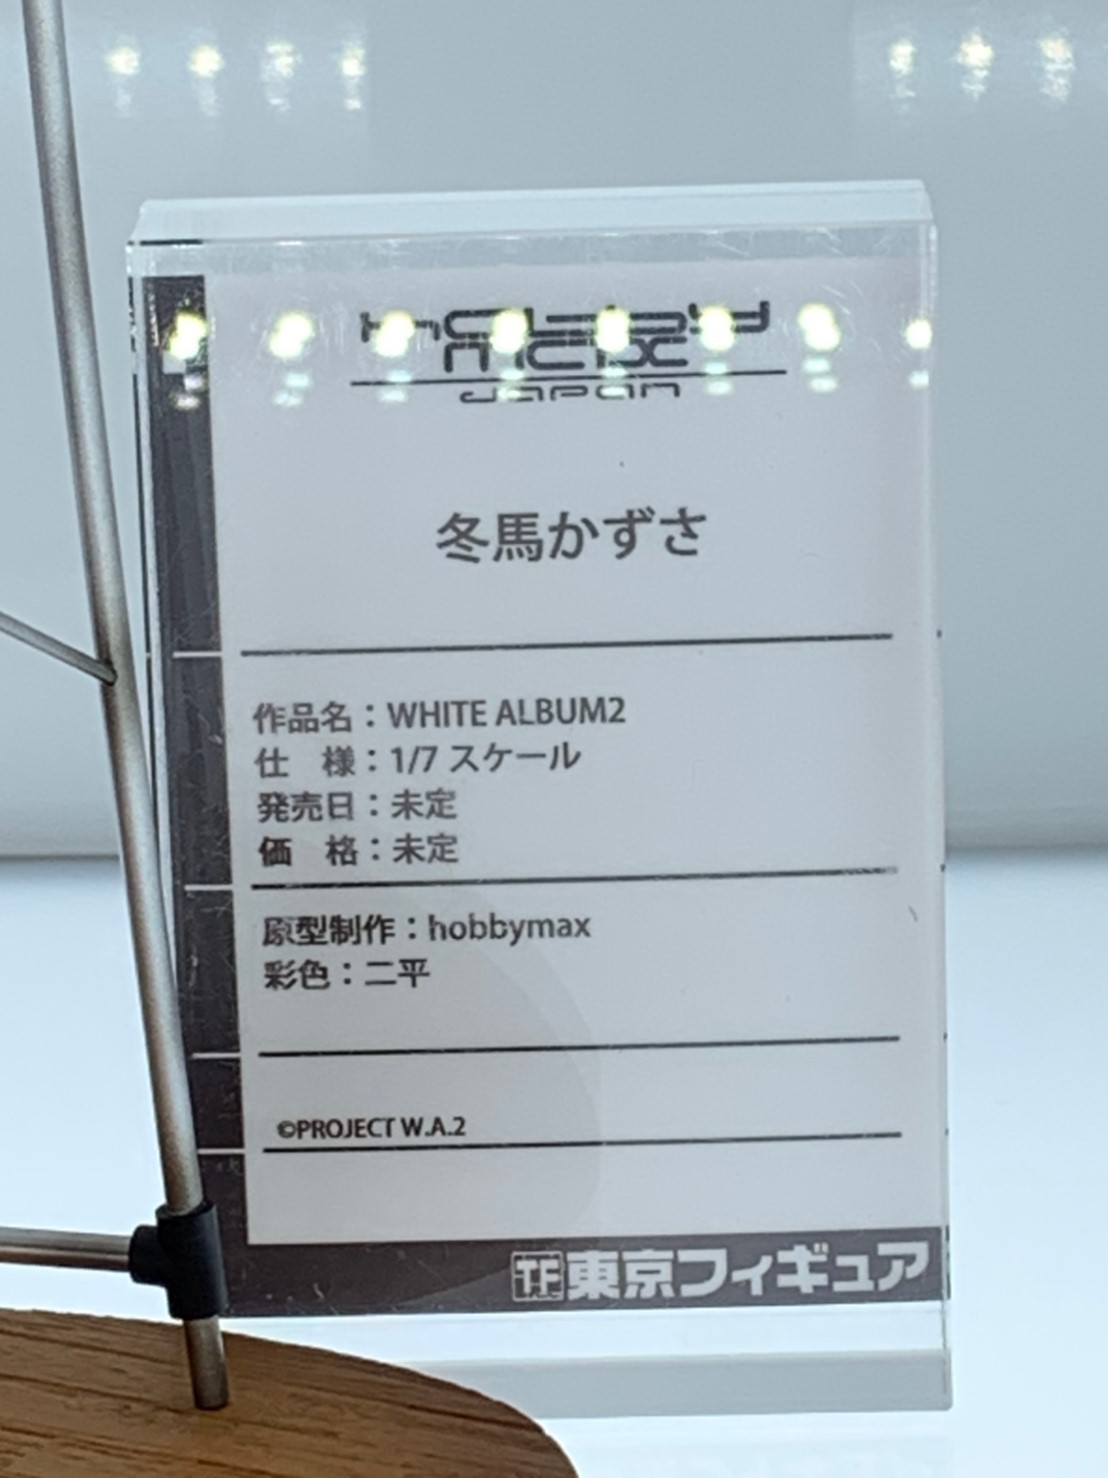 hobby
max
JAPAN
冬馬かずさ
作品名：WHITE ALBUM2
仕　様：1/7 スケール
発売日：未定
価　格：未定
原型制作：hobbymax
彩色：二平
©PROJECT W.A.2
TF東京フィギュア